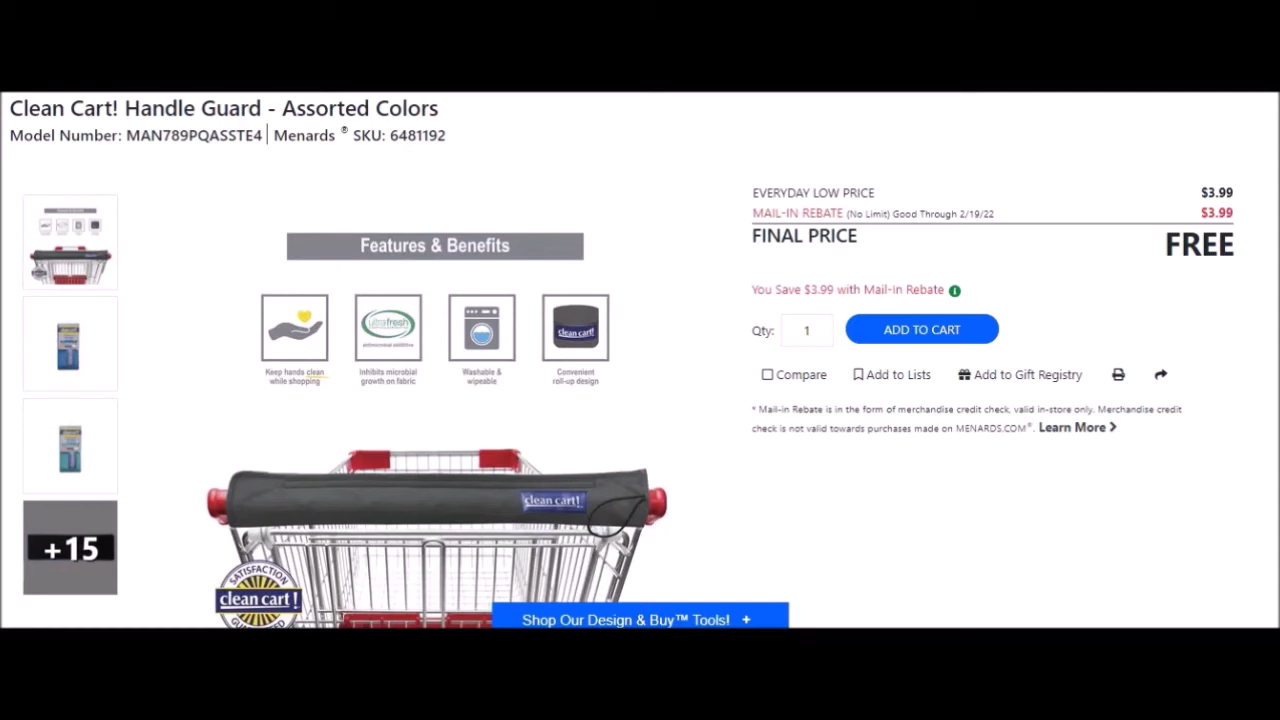 Clean Cart! Handle Guard - Assorted Colors
Model Number: MAN789PQASSTE4 | Menards ® SKU: 6481192
EVERYDAY LOW PRICE $3.99
MAIL-IN REBATE (No Limit) Good Through 2/19/22 $3.99
FINAL PRICE FREE
You Save $3.99 with Mail-In Rebate
Qty: 1 ADD TO CART
Compare Add to Lists Add to Gift Registry
* Mail-in Rebate is in the form of merchandise credit check, valid in-store only. Merchandise credit
check is not valid towards purchases made on MENARDS.COM®. Learn More
Features & Benefits
ultrafresh
clean cart!
Keep hands clean
while shopping
Inhibits microbial
growth on fabric
Washable &
wipeable
Convenient
roll-up design
clean cart!
SATISFACTION
clean cart!
+15
Shop Our Design & Buy™ Tools! +